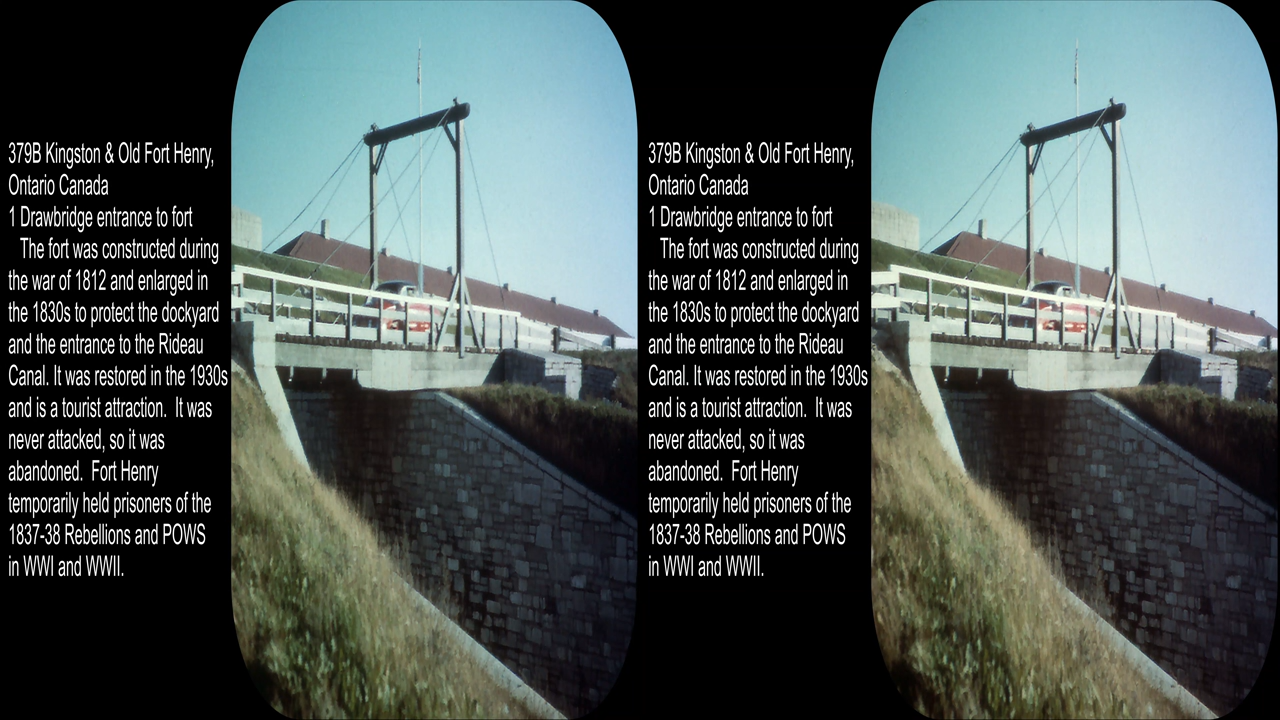 379B Kingston & Old Fort Henry,
Ontario Canada
1 Drawbridge entrance to fort
The fort was constructed during
the war of 1812 and enlarged in
the 1830s to protect the dockyard
and the entrance to the Rideau
Canal. It was restored in the 1930s
and is a tourist attraction.  It was
never attacked, so it was
abandoned.  Fort Henry
temporarily held prisoners of the
1837-38 Rebellions and POWS
in WWI and WWII.
379B Kingston & Old Fort Henry,
Ontario Canada
1 Drawbridge entrance to fort
The fort was constructed during
the war of 1812 and enlarged in
the 1830s to protect the dockyard
and the entrance to the Rideau
Canal. It was restored in the 1930s
and is a tourist attraction.  It was
never attacked, so it was
abandoned.  Fort Henry
temporarily held prisoners of the
1837-38 Rebellions and POWS
in WWI and WWII.